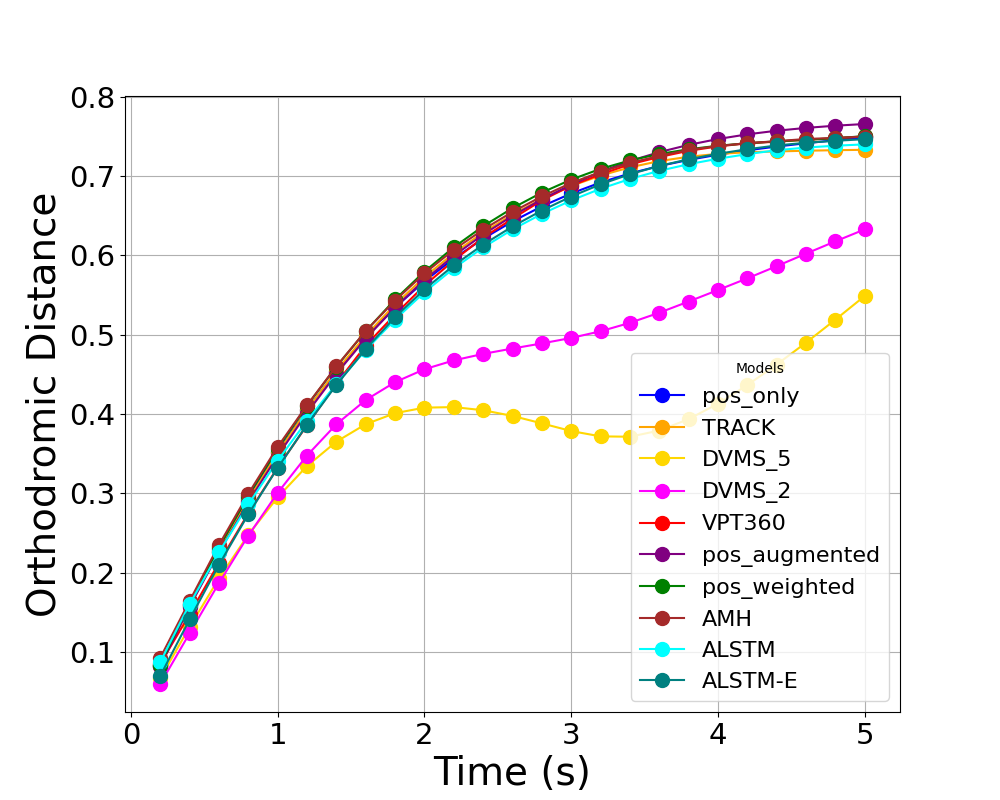 0.8
0.7
0.6
0.5
0.4
0.3
0.2
0.1
Orthodromic Distance
0 1 2 3 4 5
Time (s)
Models
pos_only
TRACK
DVMS_5
DVMS_2
VPT360
pos_augmented
pos_weighted
AMH
ALSTM
ALSTM-E